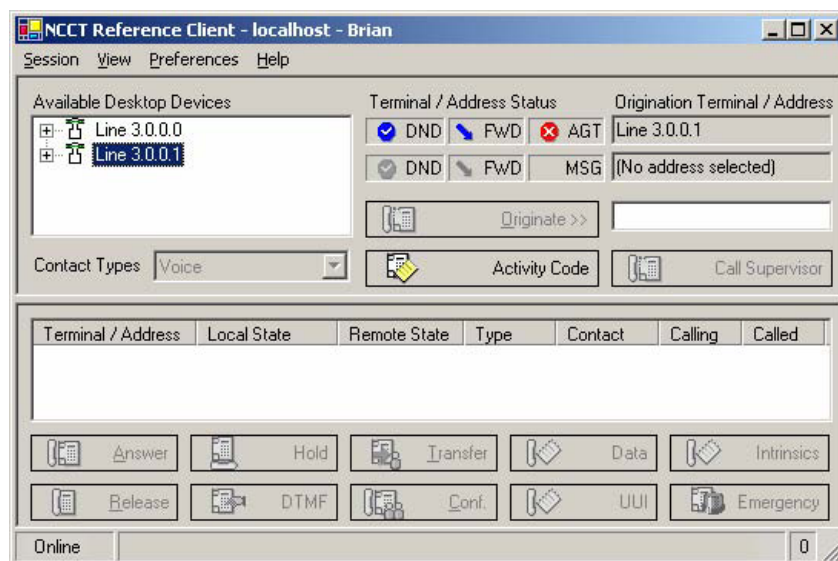 NCCT Reference Client - localhost - Brian
Session View Preferences Help
Available Desktop Devices
Line 3.0.0.0
Line 3.0.0.1
Contact Types Voice
Terminal / Address Status
DND FWD AGT
DND FWD MSG
Originate >>
Activity Code
Origination Terminal / Address
Line 3.0.0.1
(No address selected)
Call Supervisor
Terminal / Address Local State Remote State Type Contact Calling Called
Answer Hold Transfer Data Intrinsics
Release DTMF Conf. UUI Emergency
Online 0